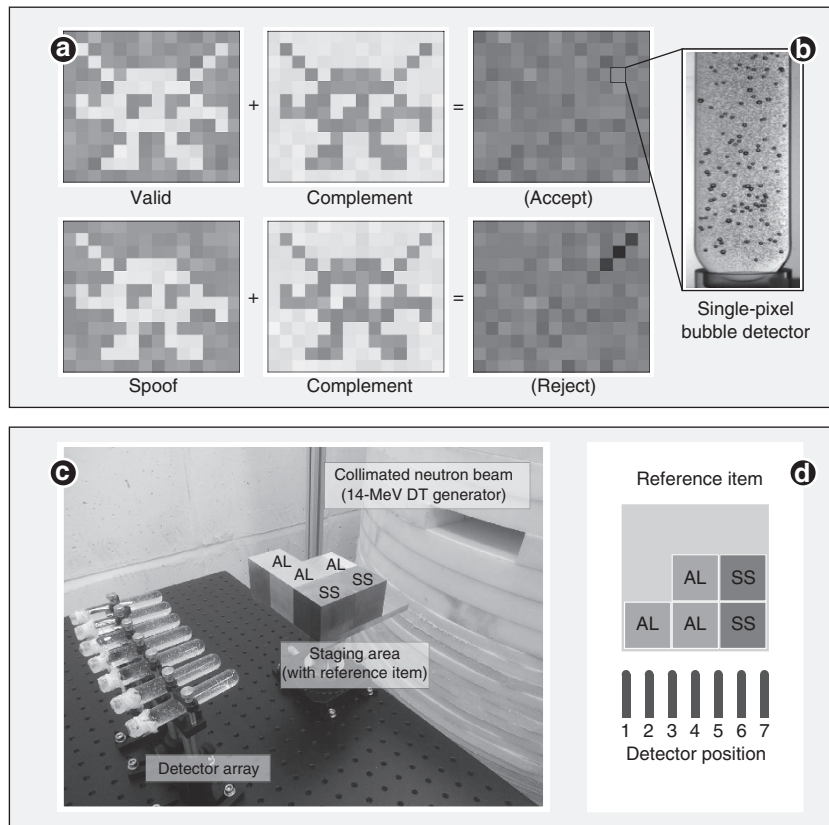 a
+
=
b
Valid
Complement
(Accept)
+
=
Single-pixel
bubble detector
Spoof
Complement
(Reject)
c
Collimated neutron beam
(14-MeV DT generator)
AL
AL
AL
SS
SS
Staging area
(with reference item)
Detector array
d
Reference item
AL SS
AL AL SS
1 2 3 4 5 6 7
Detector position